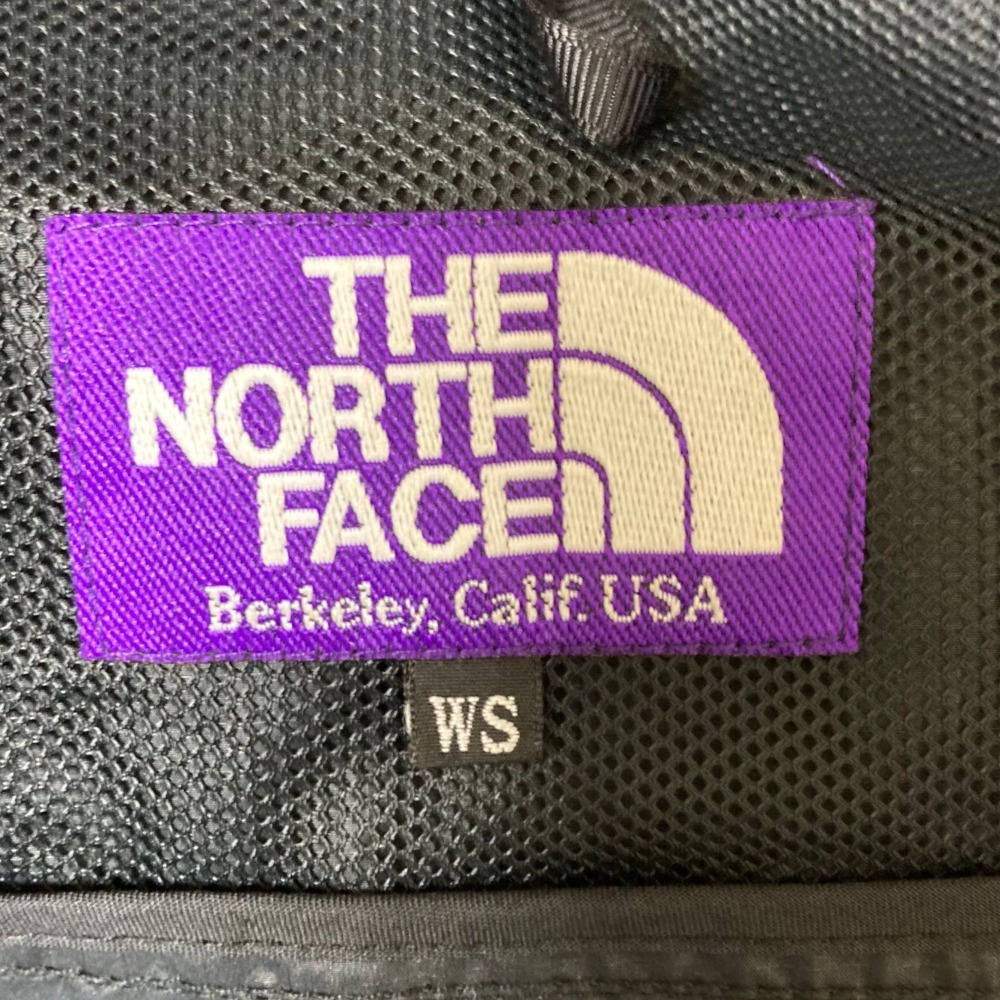 THE
NORTH
FACE
Berkeley, Calif. USA
WS